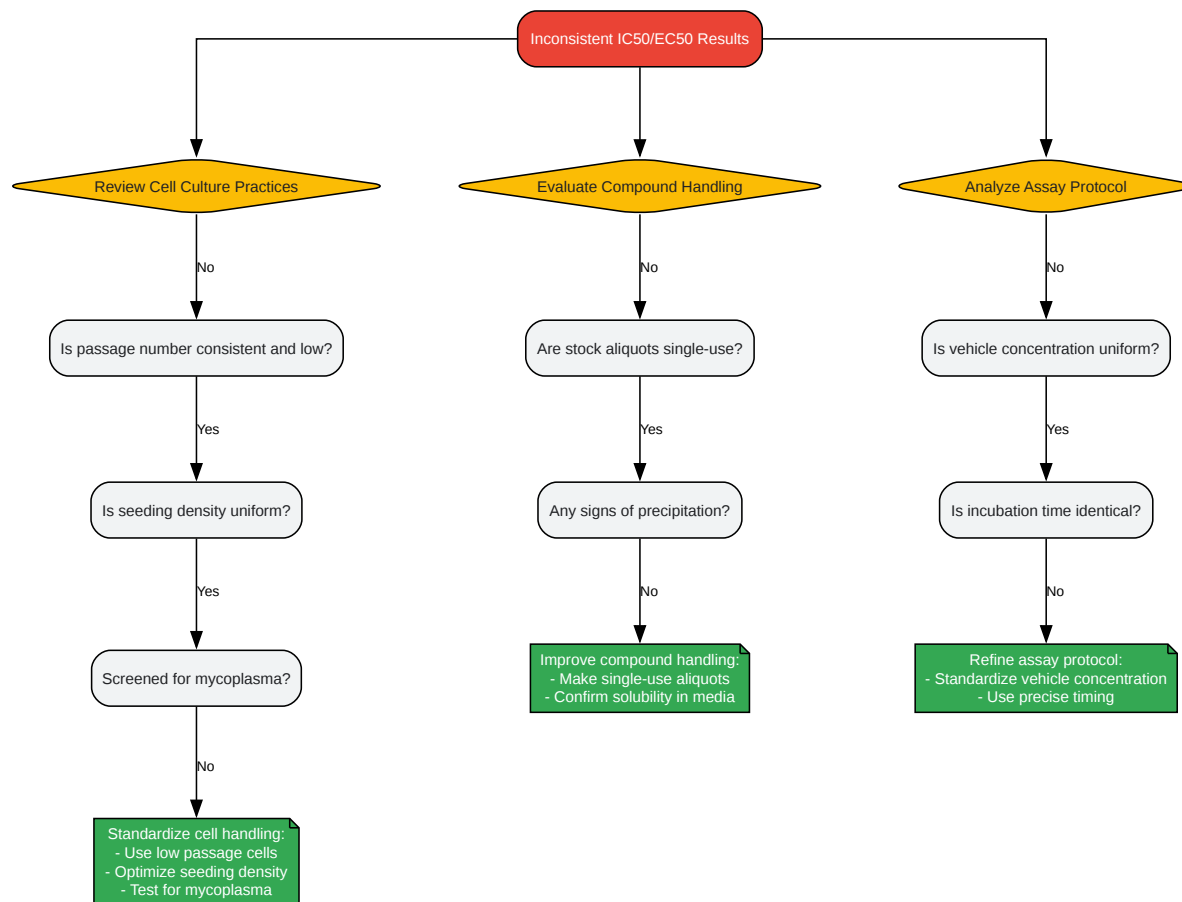 Inconsistent IC50/EC50 Results
Review Cell Culture Practices
Evaluate Compound Handling
Analyze Assay Protocol
No
No
No
Is passage number consistent and low?
Are stock aliquots single-use?
Is vehicle concentration uniform?
Yes
Yes
Yes
Is seeding density uniform?
Any signs of precipitation?
Is incubation time identical?
Yes
No
No
Screened for mycoplasma?
Improve compound handling:
- Make single-use aliquots
- Confirm solubility in media
Refine assay protocol:
- Standardize vehicle concentration
- Use precise timing
No
Standardize cell handling:
- Use low passage cells
- Optimize seeding density
- Test for mycoplasma